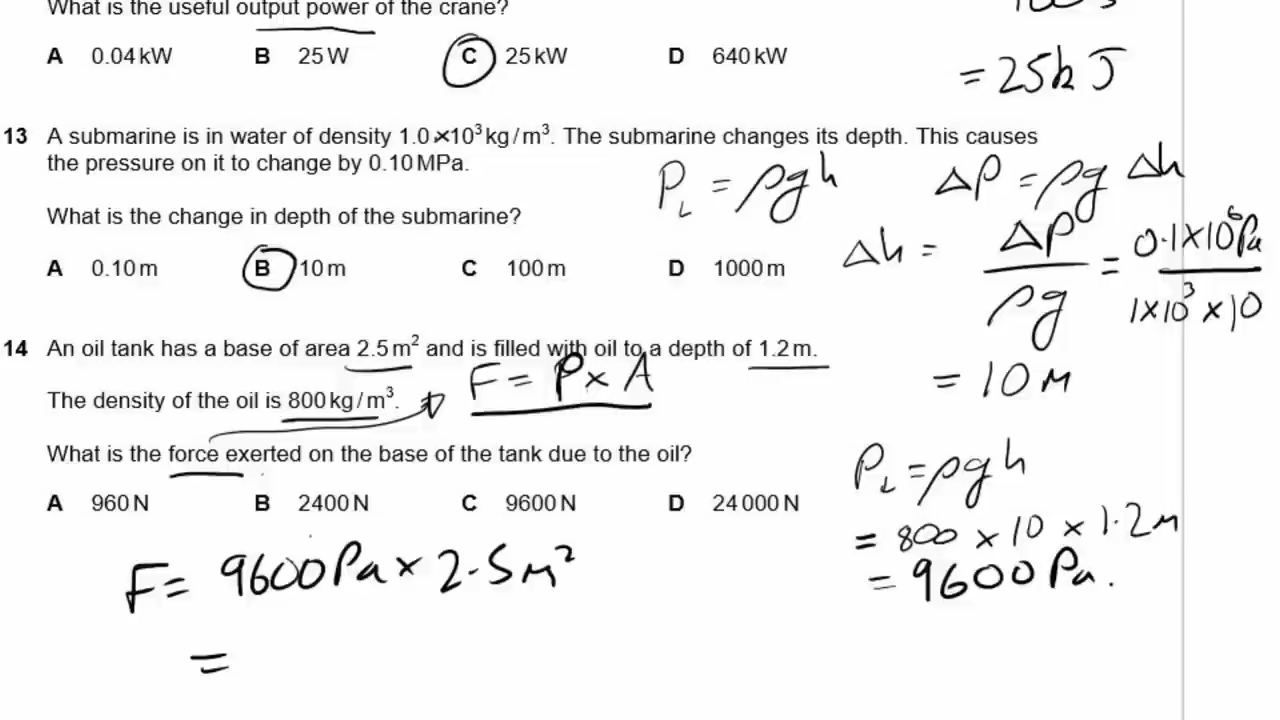 What is the useful output power of the crane?
A 0.04 kW B 25 W C 25 kW D 640 kW
= 25k J
13 A submarine is in water of density 1.0×10³ kg/m³. The submarine changes its depth. This causes
the pressure on it to change by 0.10 MPa.
P_L = ρgh
ΔP = ρg Δh
What is the change in depth of the submarine?
Δh = ΔP / ρg = 0.1×10⁶ Pa / 1×10³ × 10
A 0.10 m B 10 m C 100 m D 1000 m
= 10 m
14 An oil tank has a base of area 2.5 m² and is filled with oil to a depth of 1.2 m.
F = P × A
The density of the oil is 800 kg/m³.
What is the force exerted on the base of the tank due to the oil?
A 960 N B 2400 N C 9600 N D 24 000 N
P_L = ρgh
= 800 × 10 × 1.2 m
= 9600 Pa.
F = 9600 Pa × 2.5 m²
=